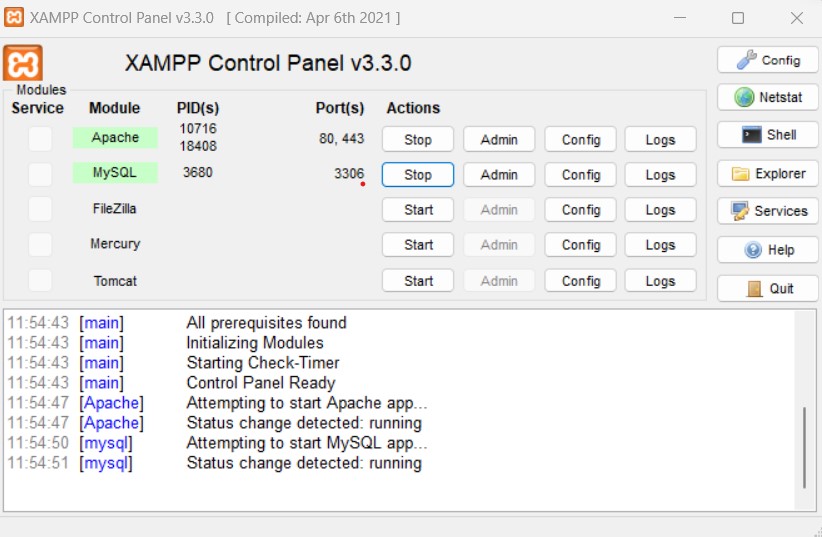 XAMPP Control Panel v3.3.0 [ Compiled: Apr 6th 2021 ]
XAMPP Control Panel v3.3.0
Config
Modules
Service Module PID(s) Port(s) Actions
Netstat
Apache 10716 18408 80, 443 Stop Admin Config Logs
Shell
MySQL 3680 3306 Stop Admin Config Logs
Explorer
FileZilla Start Admin Config Logs
Services
Mercury Start Admin Config Logs
Help
Tomcat Start Admin Config Logs
Quit
11:54:43 [main] All prerequisites found
11:54:43 [main] Initializing Modules
11:54:43 [main] Starting Check-Timer
11:54:43 [main] Control Panel Ready
11:54:47 [Apache] Attempting to start Apache app...
11:54:47 [Apache] Status change detected: running
11:54:50 [mysql] Attempting to start MySQL app...
11:54:51 [mysql] Status change detected: running